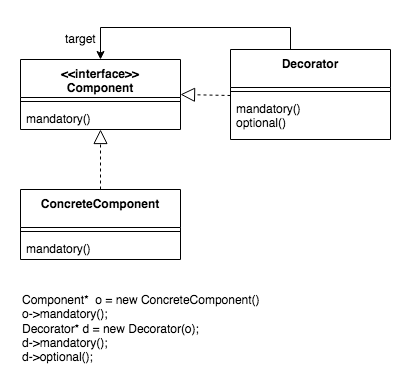 target
<<interface>>
Component
mandatory()
Decorator
mandatory()
optional()
ConcreteComponent
mandatory()
Component*  o = new ConcreteComponent()
o->mandatory();
Decorator* d = new Decorator(o);
d->mandatory();
d->optional();